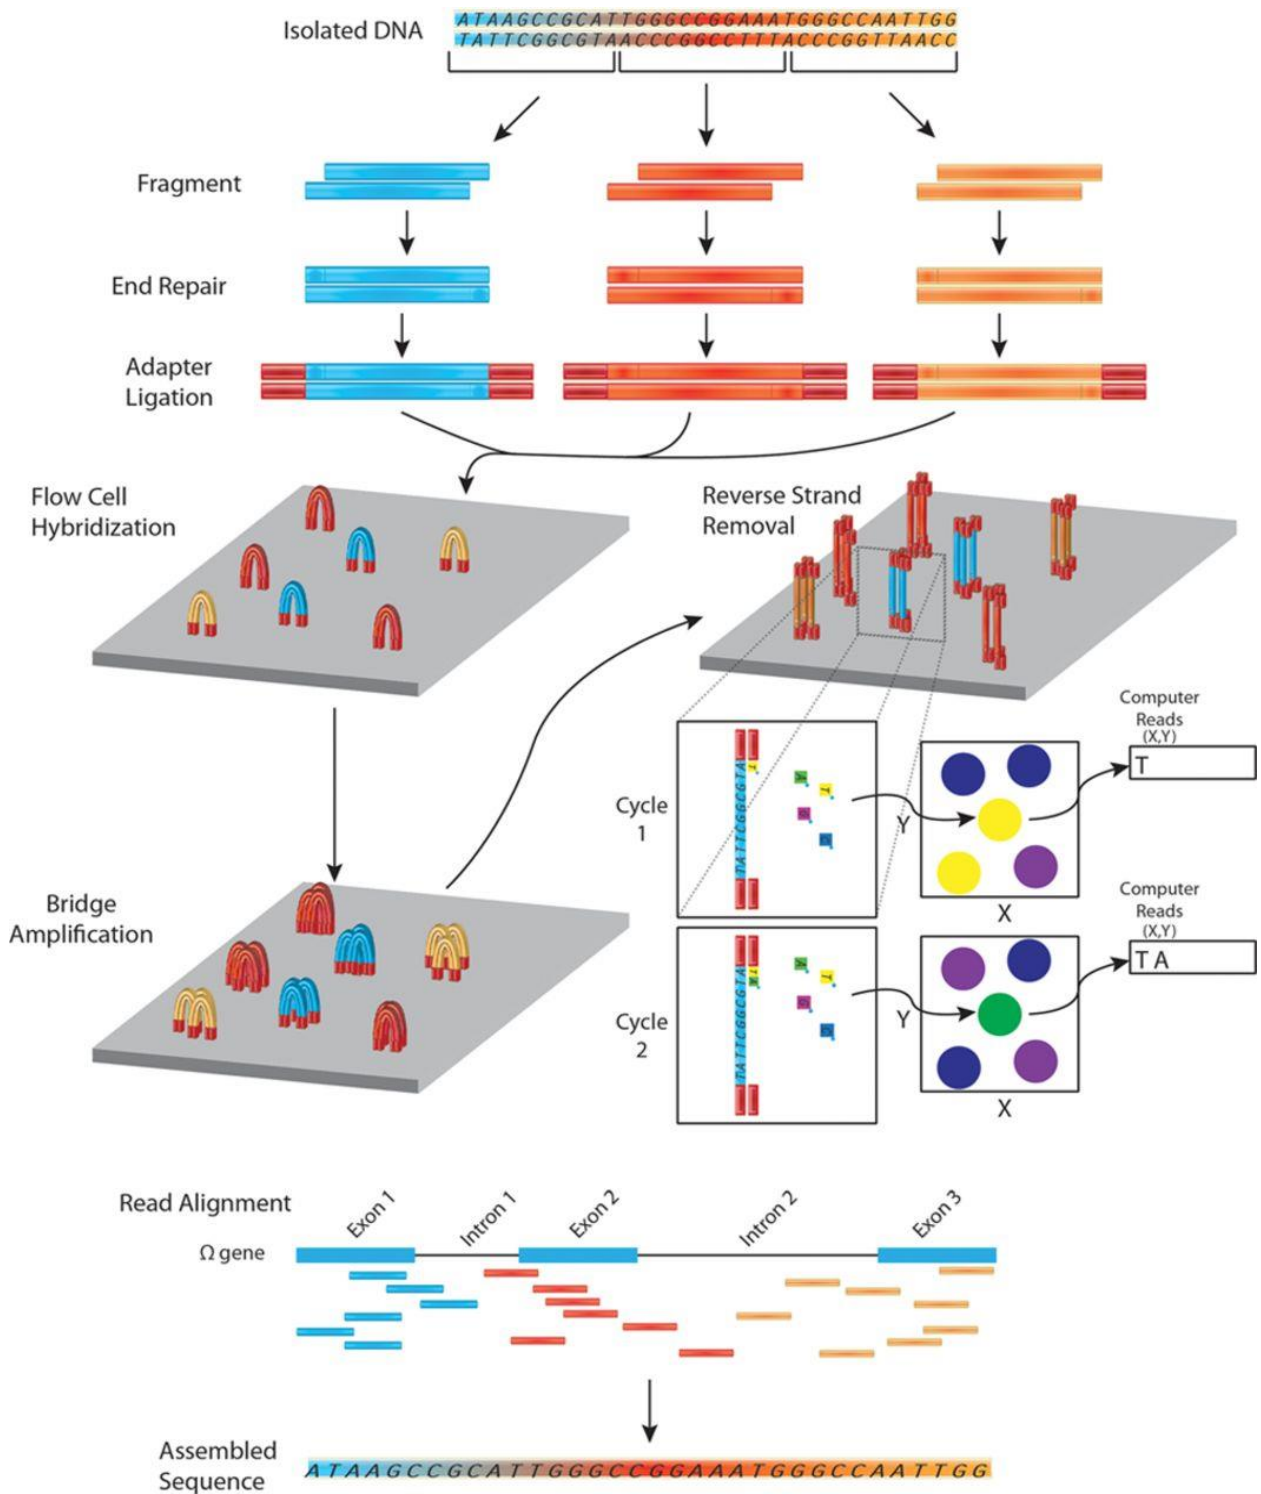 Isolated DNA
ATAAGCCGCATTGGGCCGGAAATGGGCCAATTGG
TATTCGGCGTAACCCGGCCTTTACCCGGTTAACC
Fragment
End Repair
Adapter
Ligation
Flow Cell
Hybridization
Reverse Strand
Removal
Bridge
Amplification
Cycle
1
TATTCGGCGTA
T
A
T
G
C
Y
X
Computer
Reads
(X,Y)
T
Cycle
2
TATTCGGCGTA
T
A
A
T
G
C
Y
X
Computer
Reads
(X,Y)
T A
Read Alignment
Exon 1
Intron 1
Exon 2
Intron 2
Exon 3
Ω gene
Assembled
Sequence
ATAAGCCGCATTGGGCCGGAAATGGGCCAATTGG